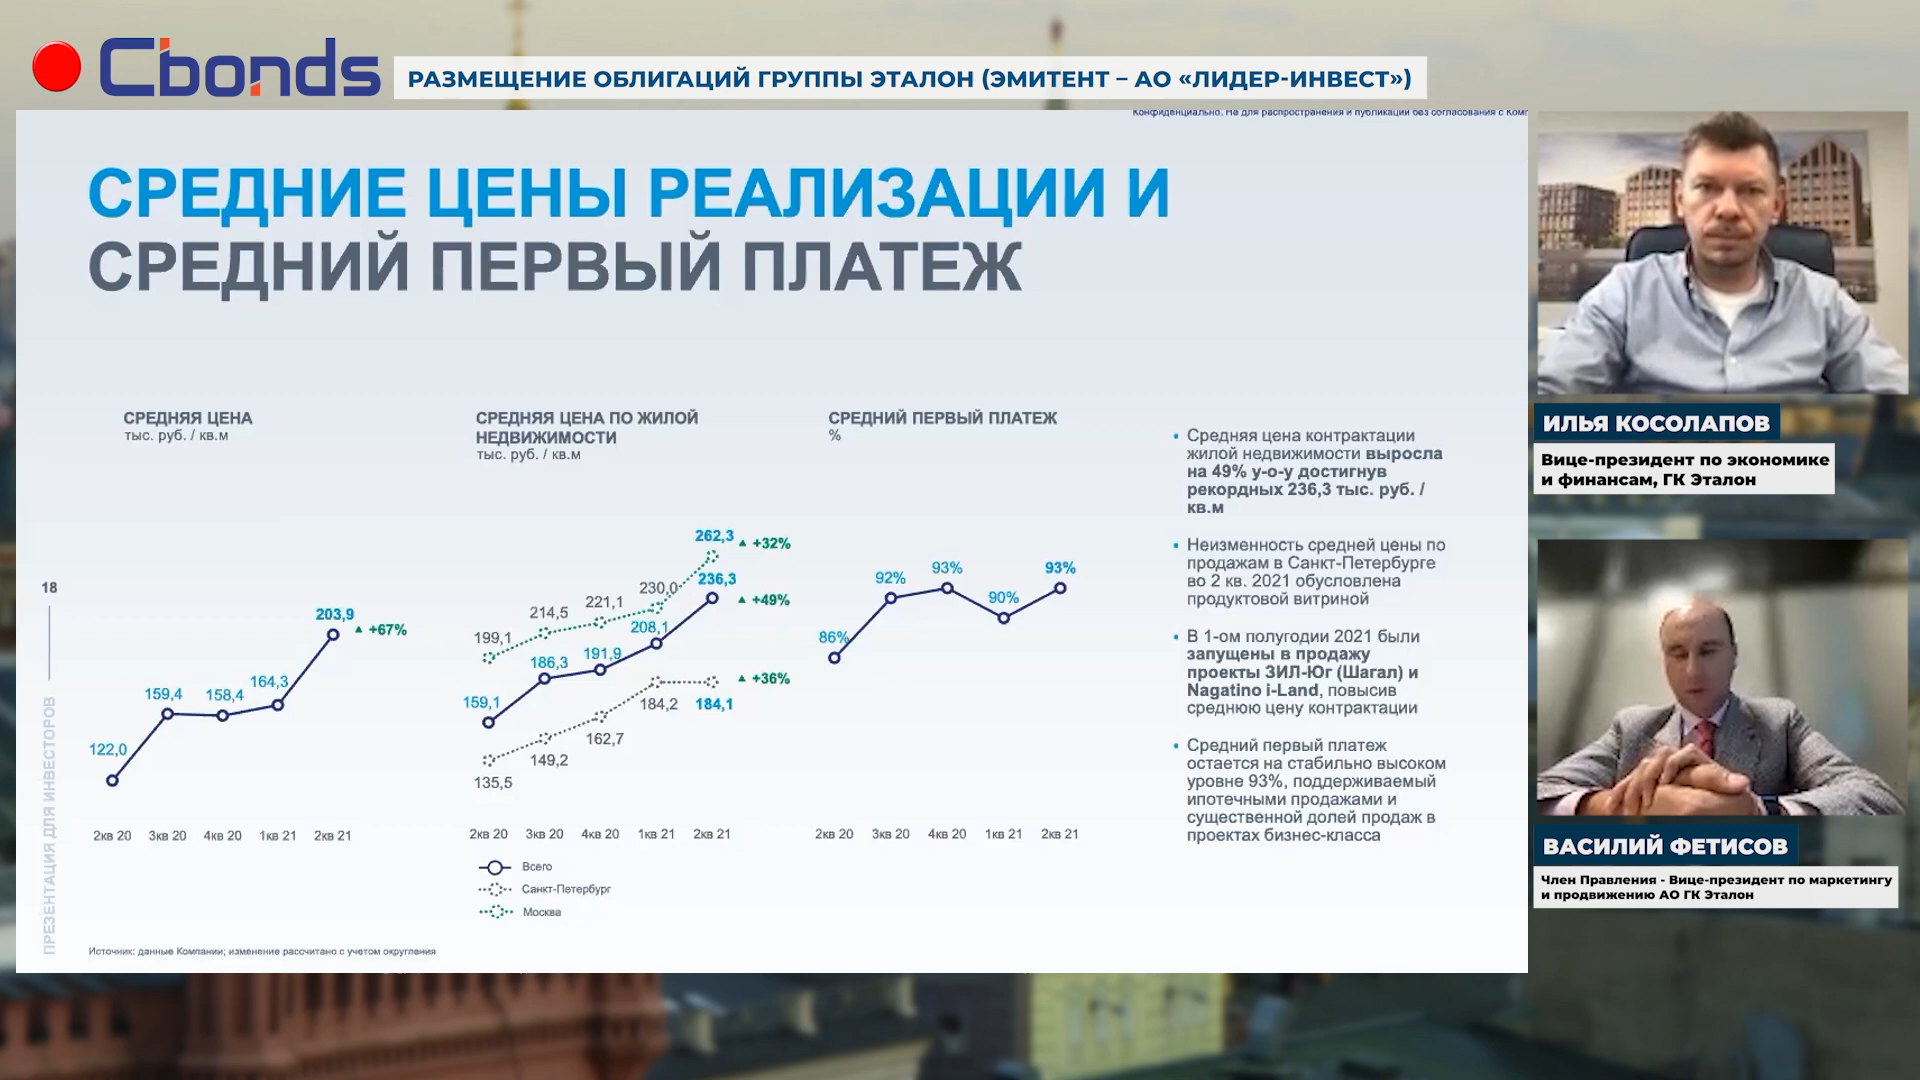 Cbonds
РАЗМЕЩЕНИЕ ОБЛИГАЦИЙ ГРУППЫ ЭТАЛОН (ЭМИТЕНТ – АО «ЛИДЕР-ИНВЕСТ»)
Конфиденциально. Не для распространения и публикации без согласования с
СРЕДНИЕ ЦЕНЫ РЕАЛИЗАЦИИ И
СРЕДНИЙ ПЕРВЫЙ ПЛАТЕЖ
18
ПРЕЗЕНТАЦИЯ ДЛЯ ИНВЕСТОРОВ
СРЕДНЯЯ ЦЕНА
тыс. руб. / кв.м
122,0
159,4
158,4
164,3
203,9
▲ +67%
2кв 20 3кв 20 4кв 20 1кв 21 2кв 21
СРЕДНЯЯ ЦЕНА ПО ЖИЛОЙ
НЕДВИЖИМОСТИ
тыс. руб. / кв.м
199,1
214,5
221,1
230,0
262,3
▲ +32%
159,1
186,3
191,9
208,1
236,3
▲ +49%
135,5
149,2
162,7
184,2
184,1
▲ +36%
2кв 20 3кв 20 4кв 20 1кв 21 2кв 21
Всего
Санкт-Петербург
Москва
СРЕДНИЙ ПЕРВЫЙ ПЛАТЕЖ
%
86%
92%
93%
90%
93%
2кв 20 3кв 20 4кв 20 1кв 21 2кв 21
• Средняя цена контрактации
жилой недвижимости выросла
на 49% у-о-у достигнув
рекордных 236,3 тыс. руб. /
кв.м
• Неизменность средней цены по
продажам в Санкт-Петербурге
во 2 кв. 2021 обусловлена
продуктовой витриной
• В 1-ом полугодии 2021 были
запущены в продажу
проекты ЗИЛ-Юг (Шагал) и
Nagatino i-Land, повысив
среднюю цену контрактации
• Средний первый платеж
остается на стабильно высоком
уровне 93%, поддерживаемый
ипотечными продажами и
существенной долей продаж в
проектах бизнес-класса
Источник: данные Компании; изменение рассчитано с учетом округления
ИЛЬЯ КОСОЛАПОВ
Вице-президент по экономике
и финансам, ГК Эталон
ВАСИЛИЙ ФЕТИСОВ
Член Правления - Вице-президент по маркетингу
и продвижению АО ГК Эталон